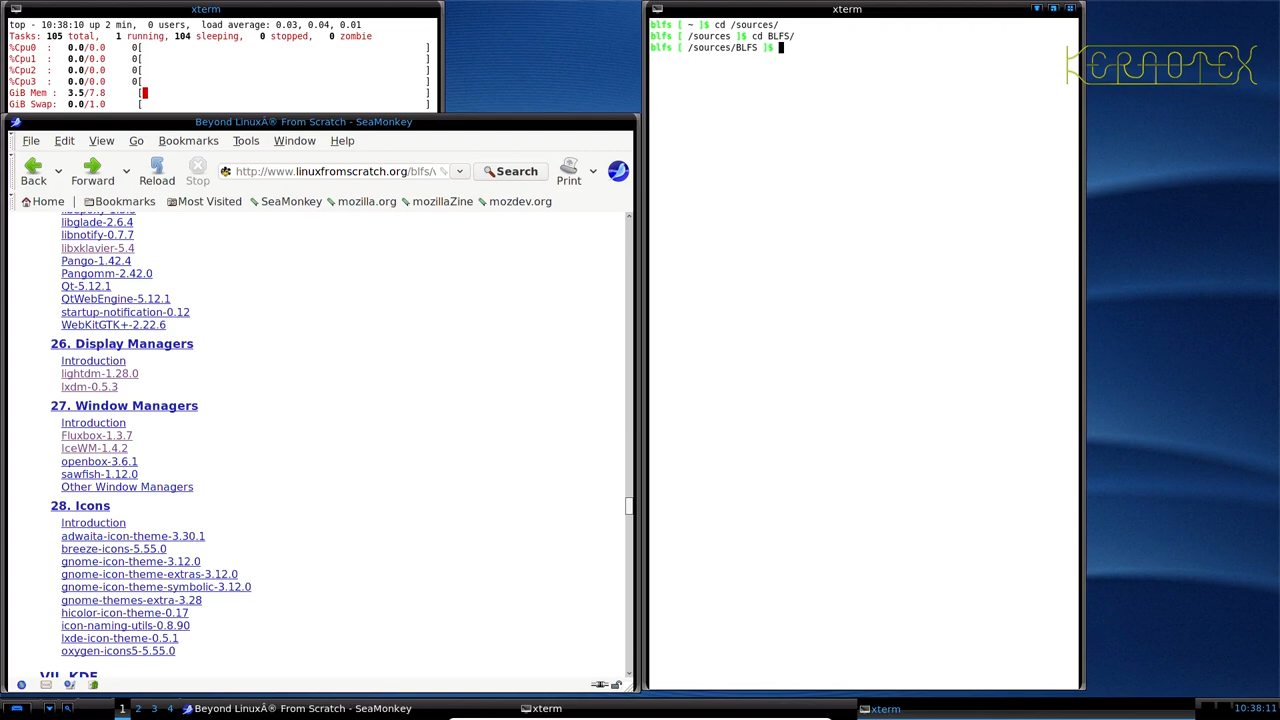 xterm
top - 10:38:10 up 2 min, 0 users, load average: 0.03, 0.04, 0.01
Tasks: 105 total, 1 running, 104 sleeping, 0 stopped, 0 zombie
%Cpu0 : 0.0/0.0 0[ ]
%Cpu1 : 0.0/0.0 0[ ]
%Cpu2 : 0.0/0.0 0[ ]
%Cpu3 : 0.0/0.0 0[ ]
GiB Mem : 3.5/7.8 [ ]
GiB Swap: 0.0/1.0 [ ]
Beyond LinuxÂ® From Scratch - SeaMonkey
File Edit View Go Bookmarks Tools Window Help
Back Forward Reload Stop http://www.linuxfromscratch.org/blfs/v Search Print
Home Bookmarks Most Visited SeaMonkey mozilla.org mozillaZine mozdev.org
libglade-2.6.4
libnotify-0.7.7
libxklavier-5.4
Pango-1.42.4
Pangomm-2.42.0
Qt-5.12.1
QtWebEngine-5.12.1
startup-notification-0.12
WebKitGTK+-2.22.6
26. Display Managers
Introduction
lightdm-1.28.0
lxdm-0.5.3
27. Window Managers
Introduction
Fluxbox-1.3.7
IceWM-1.4.2
openbox-3.6.1
sawfish-1.12.0
Other Window Managers
28. Icons
Introduction
adwaita-icon-theme-3.30.1
breeze-icons-5.55.0
gnome-icon-theme-3.12.0
gnome-icon-theme-extras-3.12.0
gnome-icon-theme-symbolic-3.12.0
gnome-themes-extra-3.28
hicolor-icon-theme-0.17
icon-naming-utils-0.8.90
lxde-icon-theme-0.5.1
oxygen-icons5-5.55.0
VII. KDE
xterm
blfs [ ~ ]$ cd /sources/
blfs [ /sources ]$ cd BLFS/
blfs [ /sources/BLFS ]$
1 2 3 4 Beyond LinuxÂ® From Scratch - SeaMonkey xterm xterm 10:38:11